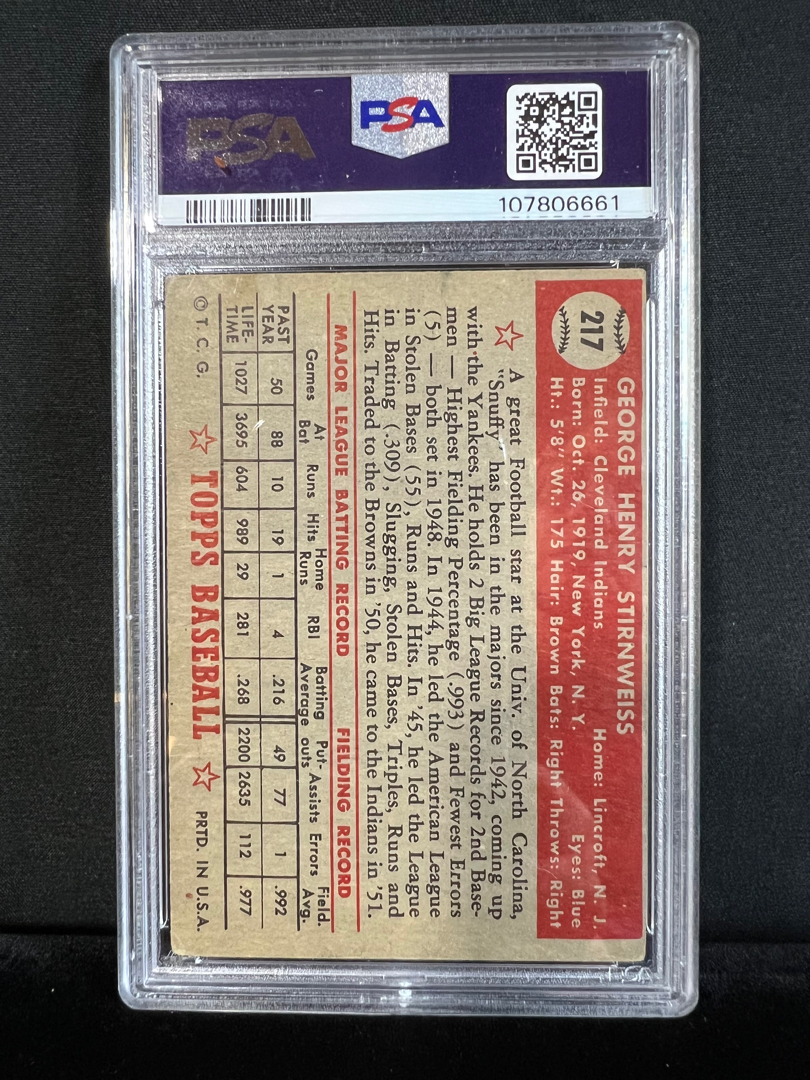 PSA
PSA
107806661
217
GEORGE HENRY STIRNWEISS
Infield: Cleveland Indians Home: Lincroft, N. J.
Born: Oct. 26, 1919, New York, N. Y. Eyes: Blue
Ht.: 5'8" Wt.: 175 Hair: Brown Bats: Right Throws: Right
A great Football star at the Univ. of North Carolina,
"Snuffy" has been in the majors since 1942, coming up
with the Yankees. He holds 2 Big League Records for 2nd Base-
men — Highest Fielding Percentage (.993) and Fewest Errors
(5) — both set in 1948. In 1944, he led the American League
in Stolen Bases (55), Runs and Hits. In '45, he led the League
in Batting (.309), Slugging, Stolen Bases, Triples, Runs and
Hits. Traded to the Browns in '50, he came to the Indians in '51.
MAJOR LEAGUE BATTING RECORD FIELDING RECORD
Games At Bat Runs Hits Home Runs RBI Batting Average Put-outs Assists Errors Field. Avg.
PAST YEAR 50 88 10 19 1 4 .216 49 77 1 .992
LIFE-TIME 1027 3695 604 989 29 281 .268 2200 2635 112 .977
© T. C. G. TOPPS BASEBALL PRTD. IN U.S.A.